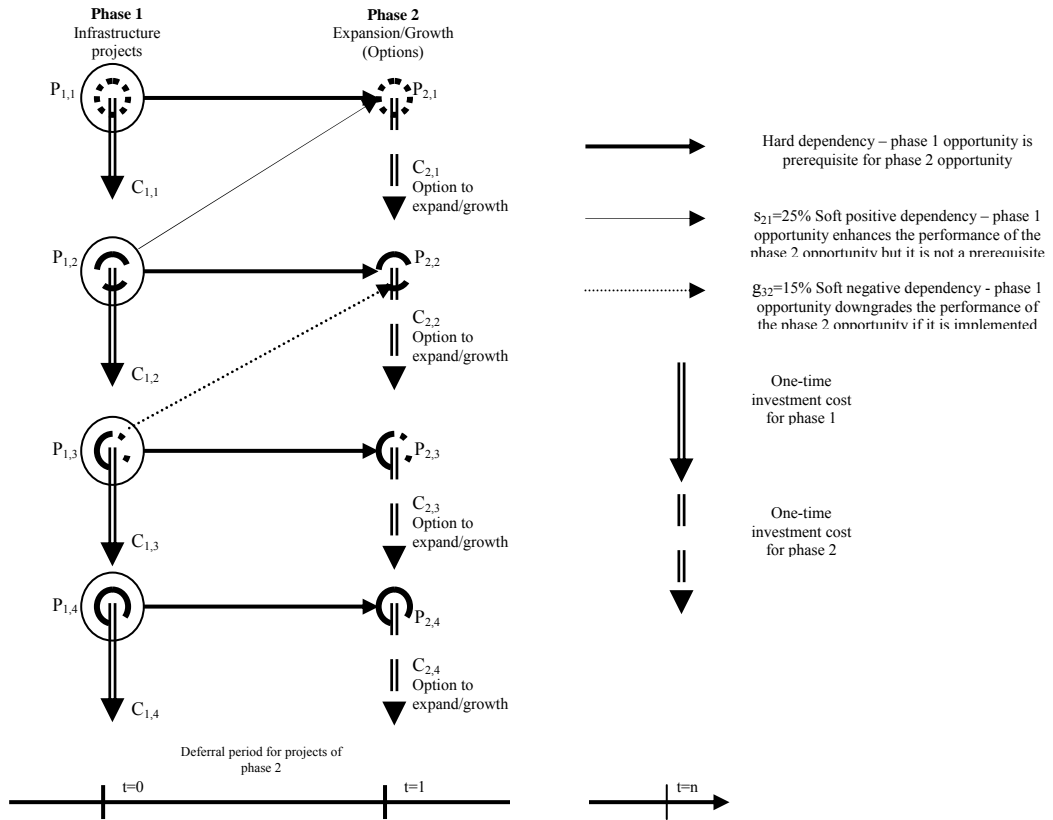 Phase 1
Infrastructure
projects
Phase 2
Expansion/Growth
(Options)
P1,1
P2,1
C1,1
C2,1
Option to
expand/growth
P1,2
P2,2
C1,2
C2,2
Option to
expand/growth
P1,3
P2,3
C1,3
C2,3
Option to
expand/growth
P1,4
P2,4
C1,4
C2,4
Option to
expand/growth
Deferral period for projects of
phase 2
t=0
t=1
Hard dependency – phase 1 opportunity is
prerequisite for phase 2 opportunity
s21=25% Soft positive dependency – phase 1
opportunity enhances the performance of the
phase 2 opportunity but it is not a prerequisite
g32=15% Soft negative dependency - phase 1
opportunity downgrades the performance of
the phase 2 opportunity if it is implemented
One-time
investment cost
for phase 1
One-time
investment cost
for phase 2
t=n